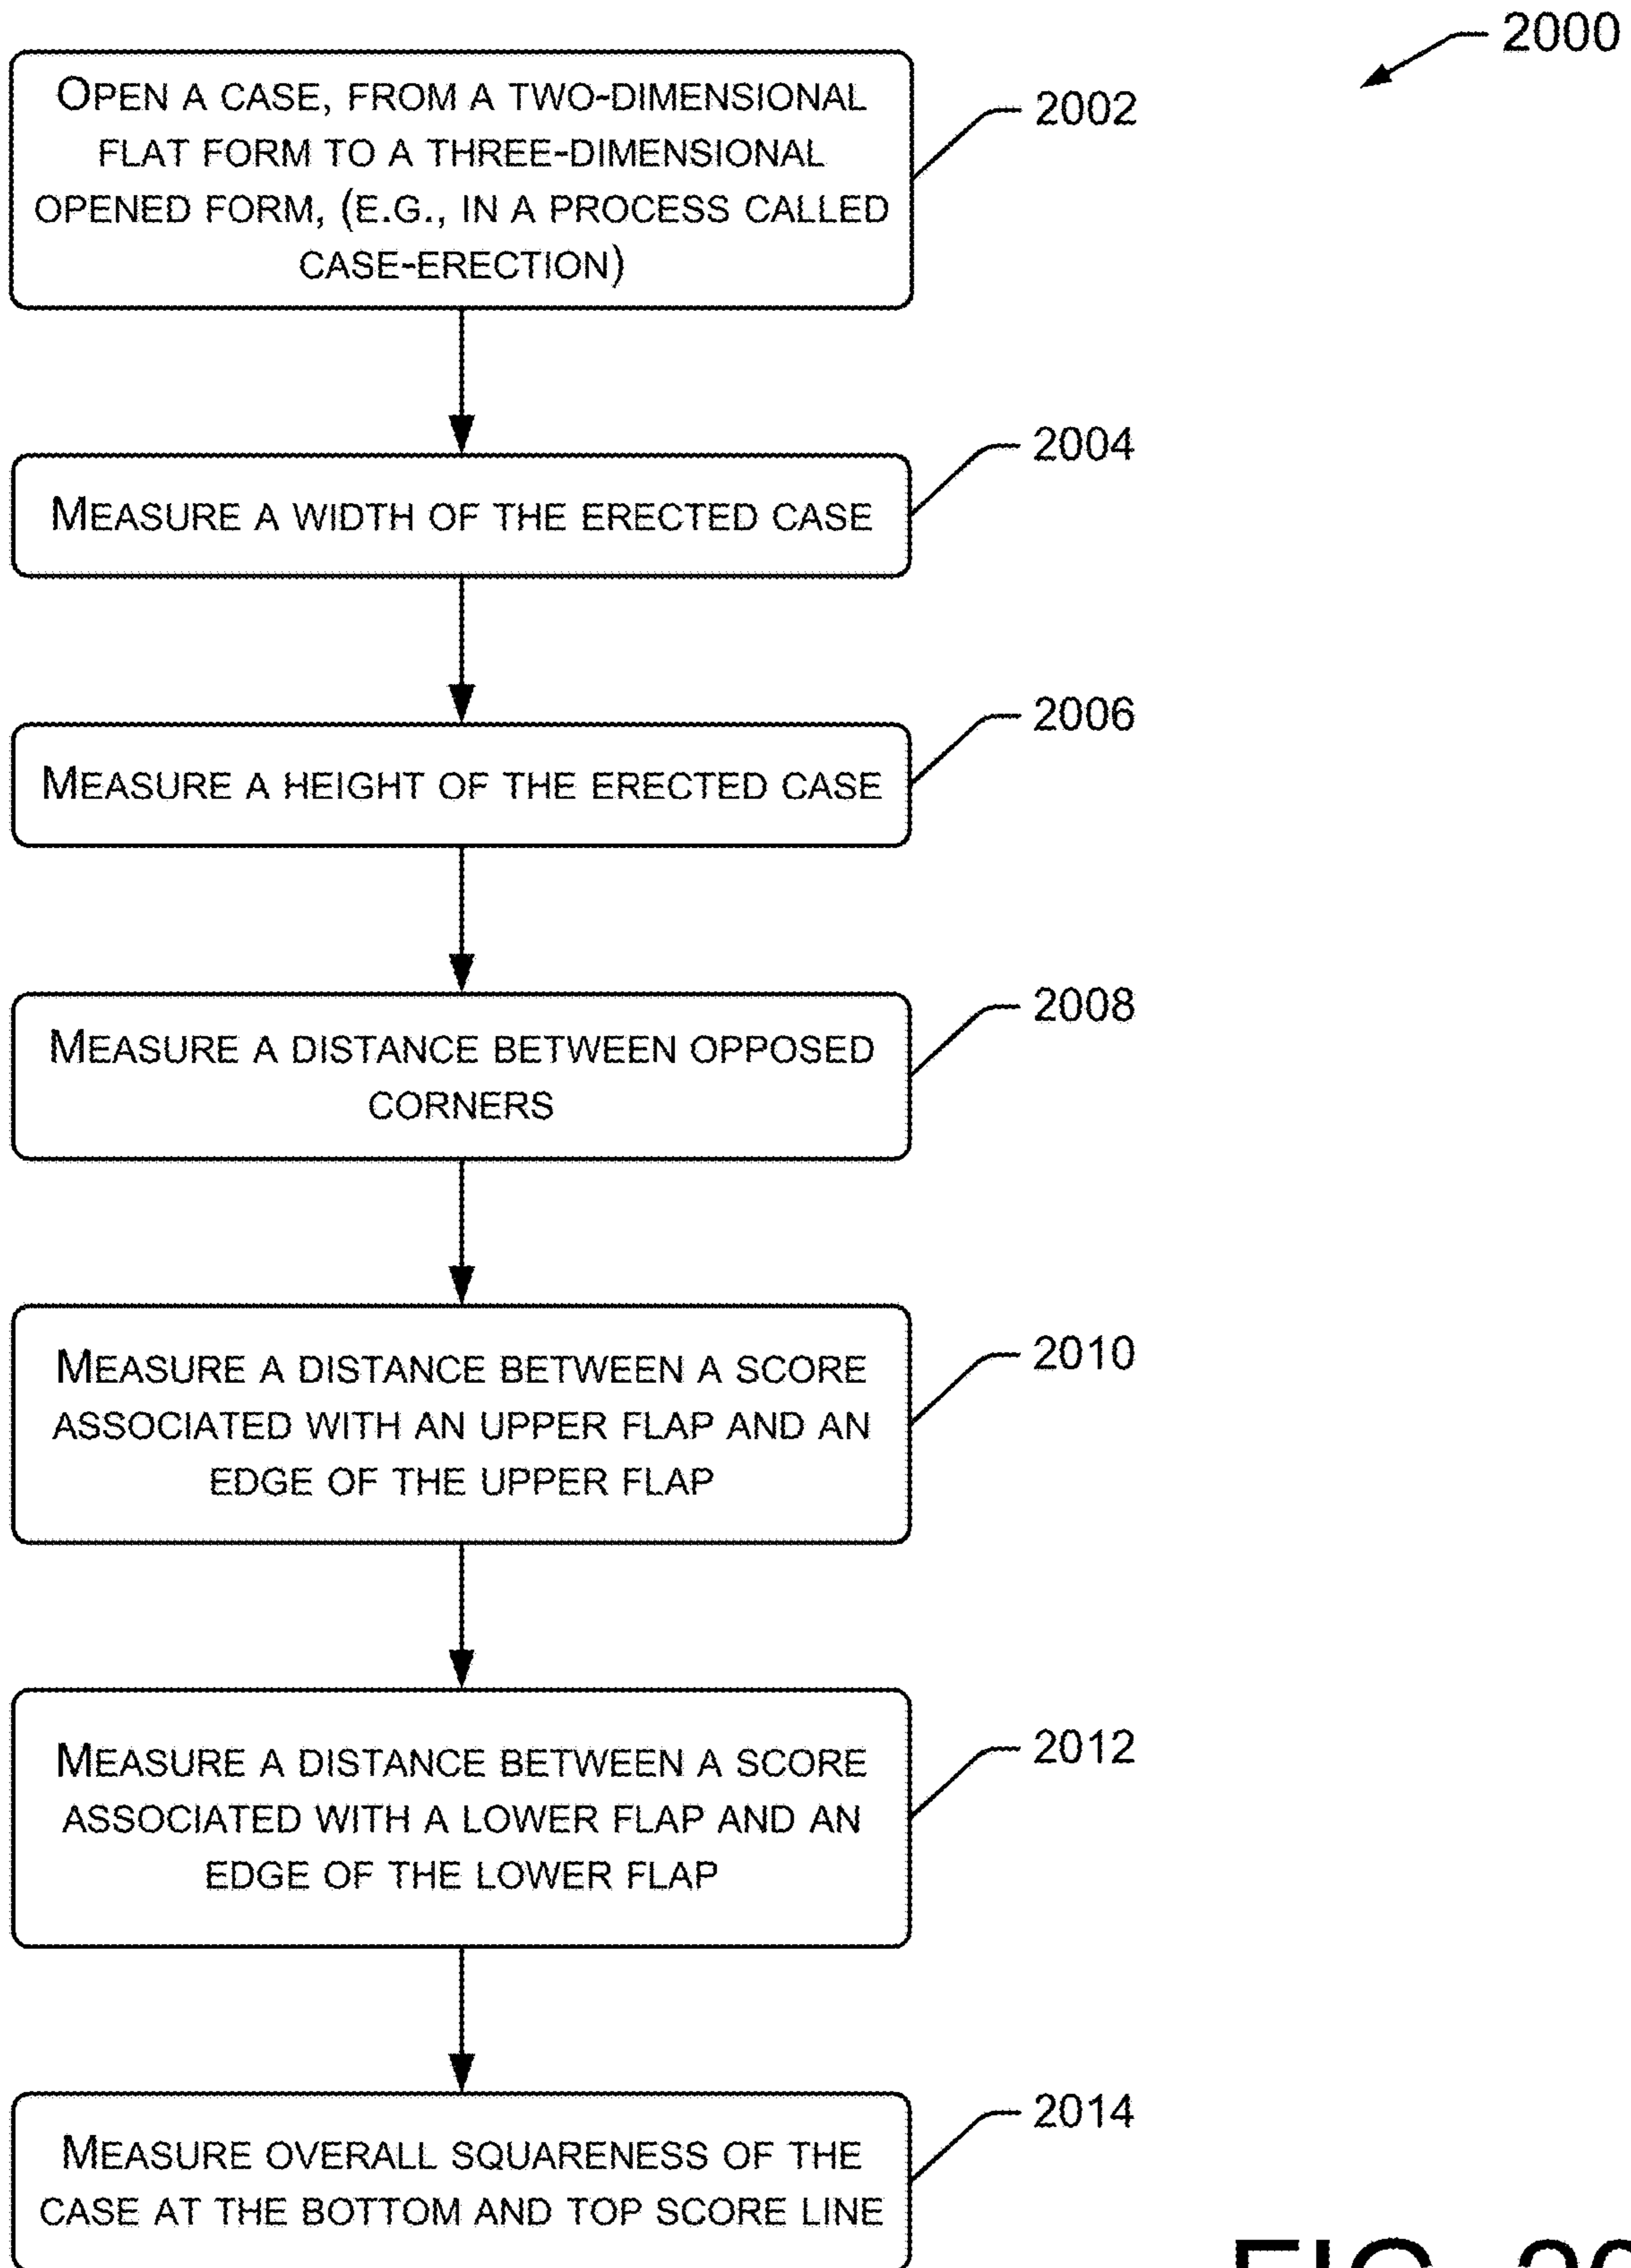 2000
OPEN A CASE, FROM A TWO-DIMENSIONAL
FLAT FORM TO A THREE-DIMENSIONAL
OPENED FORM, (E.G., IN A PROCESS CALLED
CASE-ERECTION)
2002
MEASURE A WIDTH OF THE ERECTED CASE
2004
MEASURE A HEIGHT OF THE ERECTED CASE
2006
MEASURE A DISTANCE BETWEEN OPPOSED
CORNERS
2008
MEASURE A DISTANCE BETWEEN A SCORE
ASSOCIATED WITH AN UPPER FLAP AND AN
EDGE OF THE UPPER FLAP
2010
MEASURE A DISTANCE BETWEEN A SCORE
ASSOCIATED WITH A LOWER FLAP AND AN
EDGE OF THE LOWER FLAP
2012
MEASURE OVERALL SQUARENESS OF THE
CASE AT THE BOTTOM AND TOP SCORE LINE
2014
FIG. 20